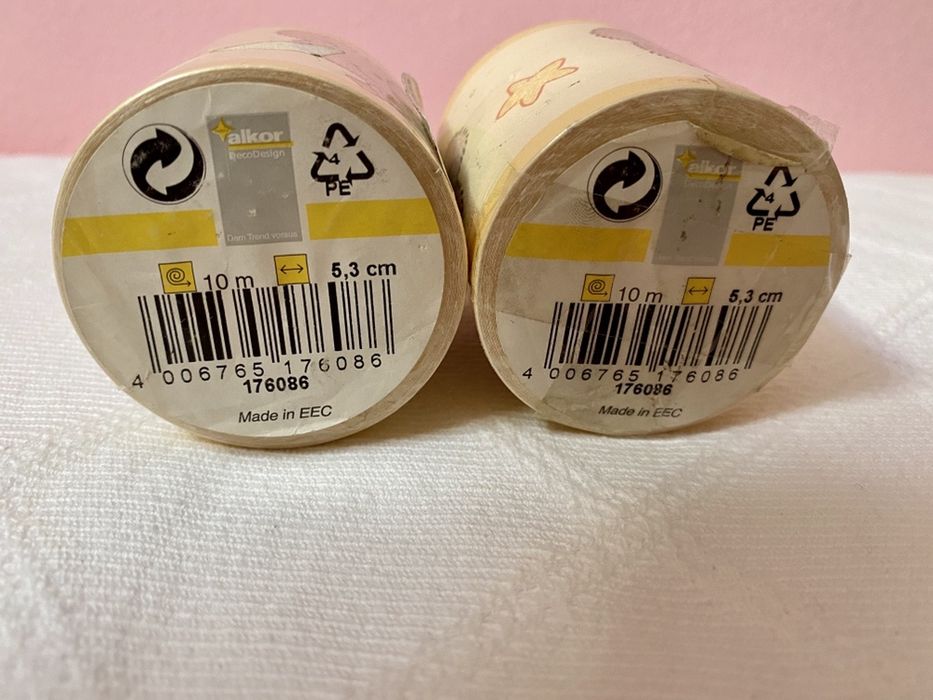 alkor
DecoDesign
4
PE
Dem Trend voraus
10 m
5,3 cm
4 006765 176086
176086
Made in EEC
alkor
4
PE
10 m
5,3 cm
4 006765 176086
176086
Made in EEC